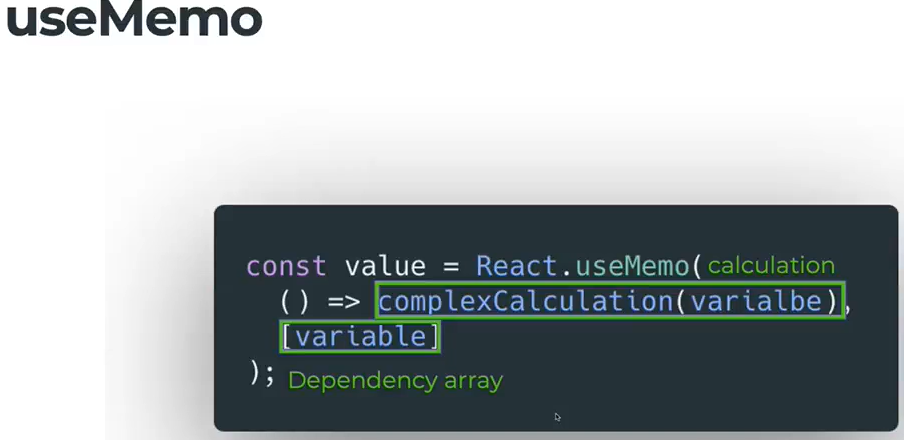 useMemo
const value = React.useMemo( calculation
() => complexCalculation(varialbe),
[variable]
); Dependency array